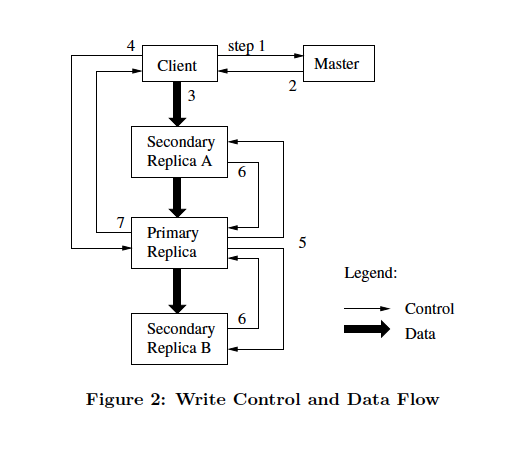 4
step 1
Client
Master
2
3
Secondary
Replica A
6
7
Primary
Replica
5
Legend:
Control
6
Secondary
Data
Replica B
Figure 2: Write Control and Data Flow